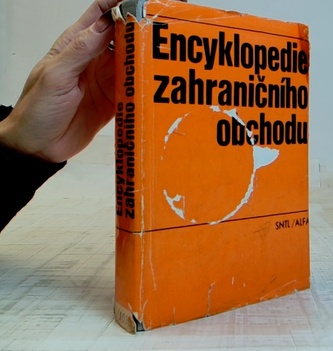 Encyklopedie
zahraničního
obchodu
SNTL/ALFA
Encyklopedie
zahraničního obchodu